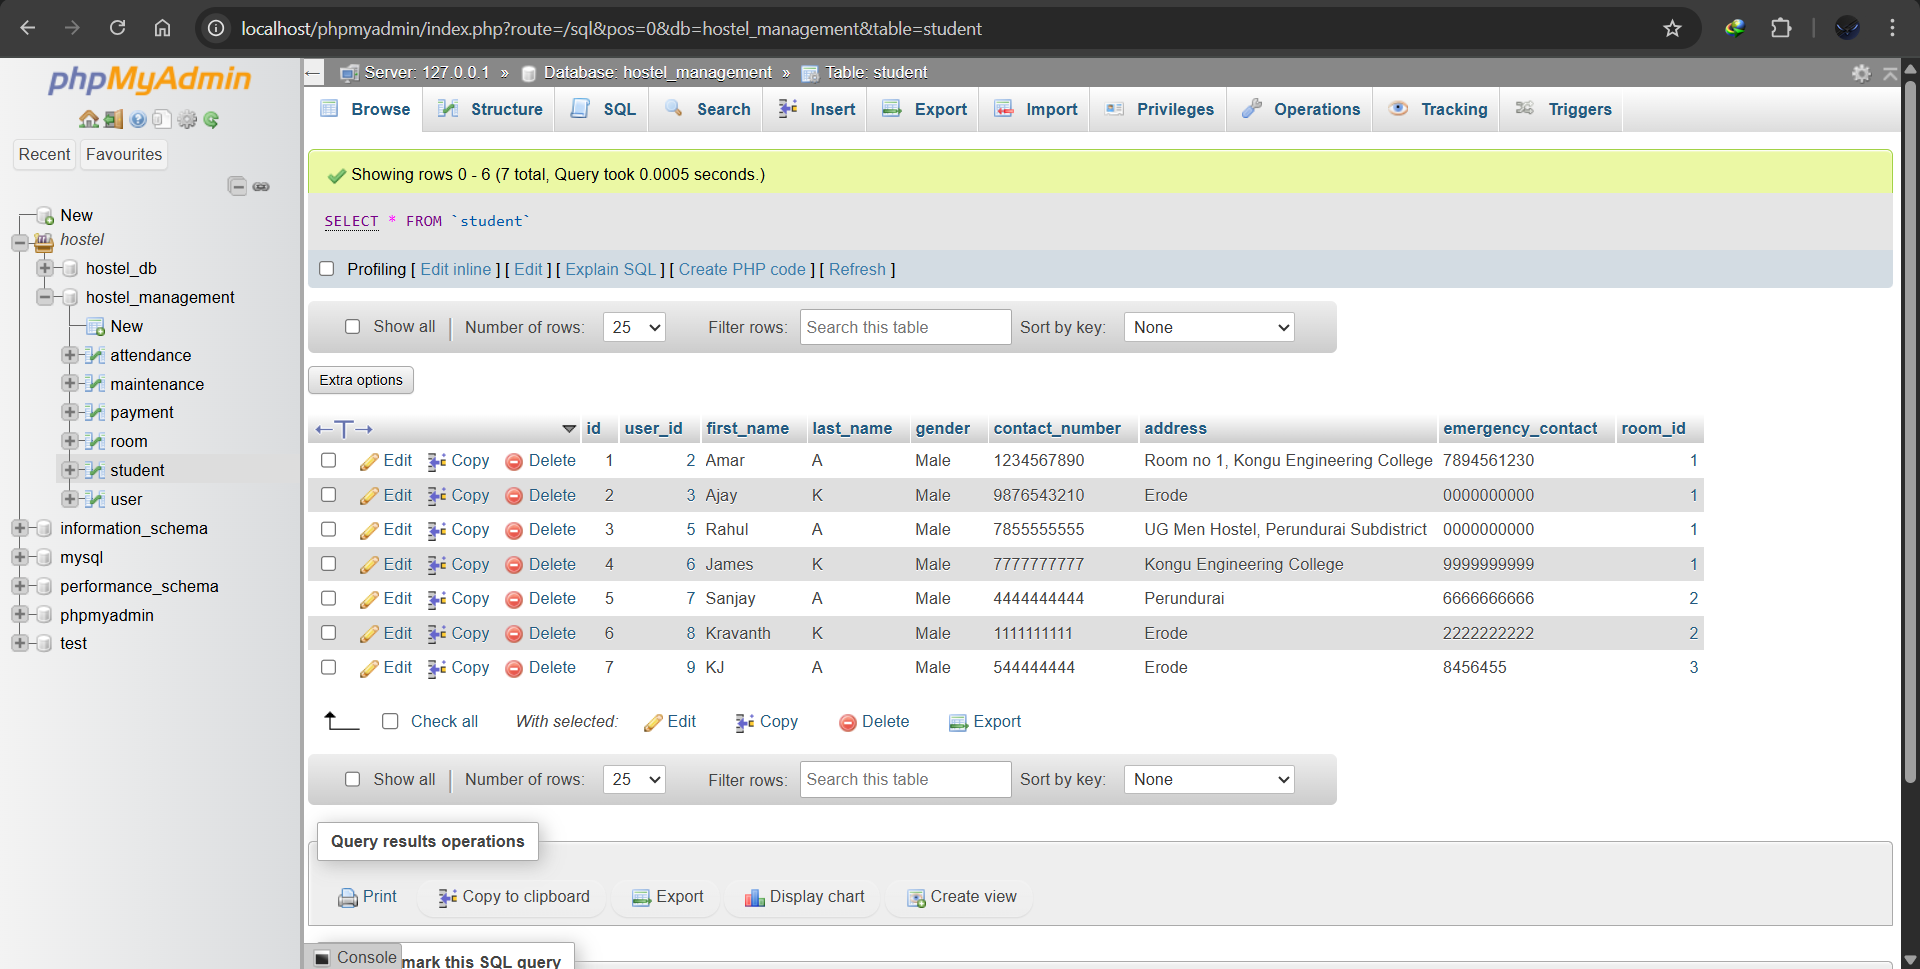 localhost/phpmyadmin/index.php?route=/sql&pos=0&db=hostel_management&table=student
phpMyAdmin
Recent Favourites
New
hostel
hostel_db
hostel_management
New
attendance
maintenance
payment
room
student
user
information_schema
mysql
performance_schema
phpmyadmin
test
Server: 127.0.0.1 » Database: hostel_management » Table: student
Browse Structure SQL Search Insert Export Import Privileges Operations Tracking Triggers
Showing rows 0 - 6 (7 total, Query took 0.0005 seconds.)
SELECT * FROM `student`
Profiling [ Edit inline ] [ Edit ] [ Explain SQL ] [ Create PHP code ] [ Refresh ]
Show all | Number of rows: 25 Filter rows: Search this table Sort by key: None
Extra options
←T→ id user_id first_name last_name gender contact_number address emergency_contact room_id
Edit Copy Delete 1 2 Amar A Male 1234567890 Room no 1, Kongu Engineering College 7894561230 1
Edit Copy Delete 2 3 Ajay K Male 9876543210 Erode 0000000000 1
Edit Copy Delete 3 5 Rahul A Male 7855555555 UG Men Hostel, Perundurai Subdistrict 0000000000 1
Edit Copy Delete 4 6 James K Male 7777777777 Kongu Engineering College 9999999999 1
Edit Copy Delete 5 7 Sanjay A Male 4444444444 Perundurai 6666666666 2
Edit Copy Delete 6 8 Kravanth K Male 1111111111 Erode 2222222222 2
Edit Copy Delete 7 9 KJ A Male 544444444 Erode 8456455 3
Check all With selected: Edit Copy Delete Export
Show all | Number of rows: 25 Filter rows: Search this table Sort by key: None
Query results operations
Print Copy to clipboard Export Display chart Create view
Console mark this SQL query